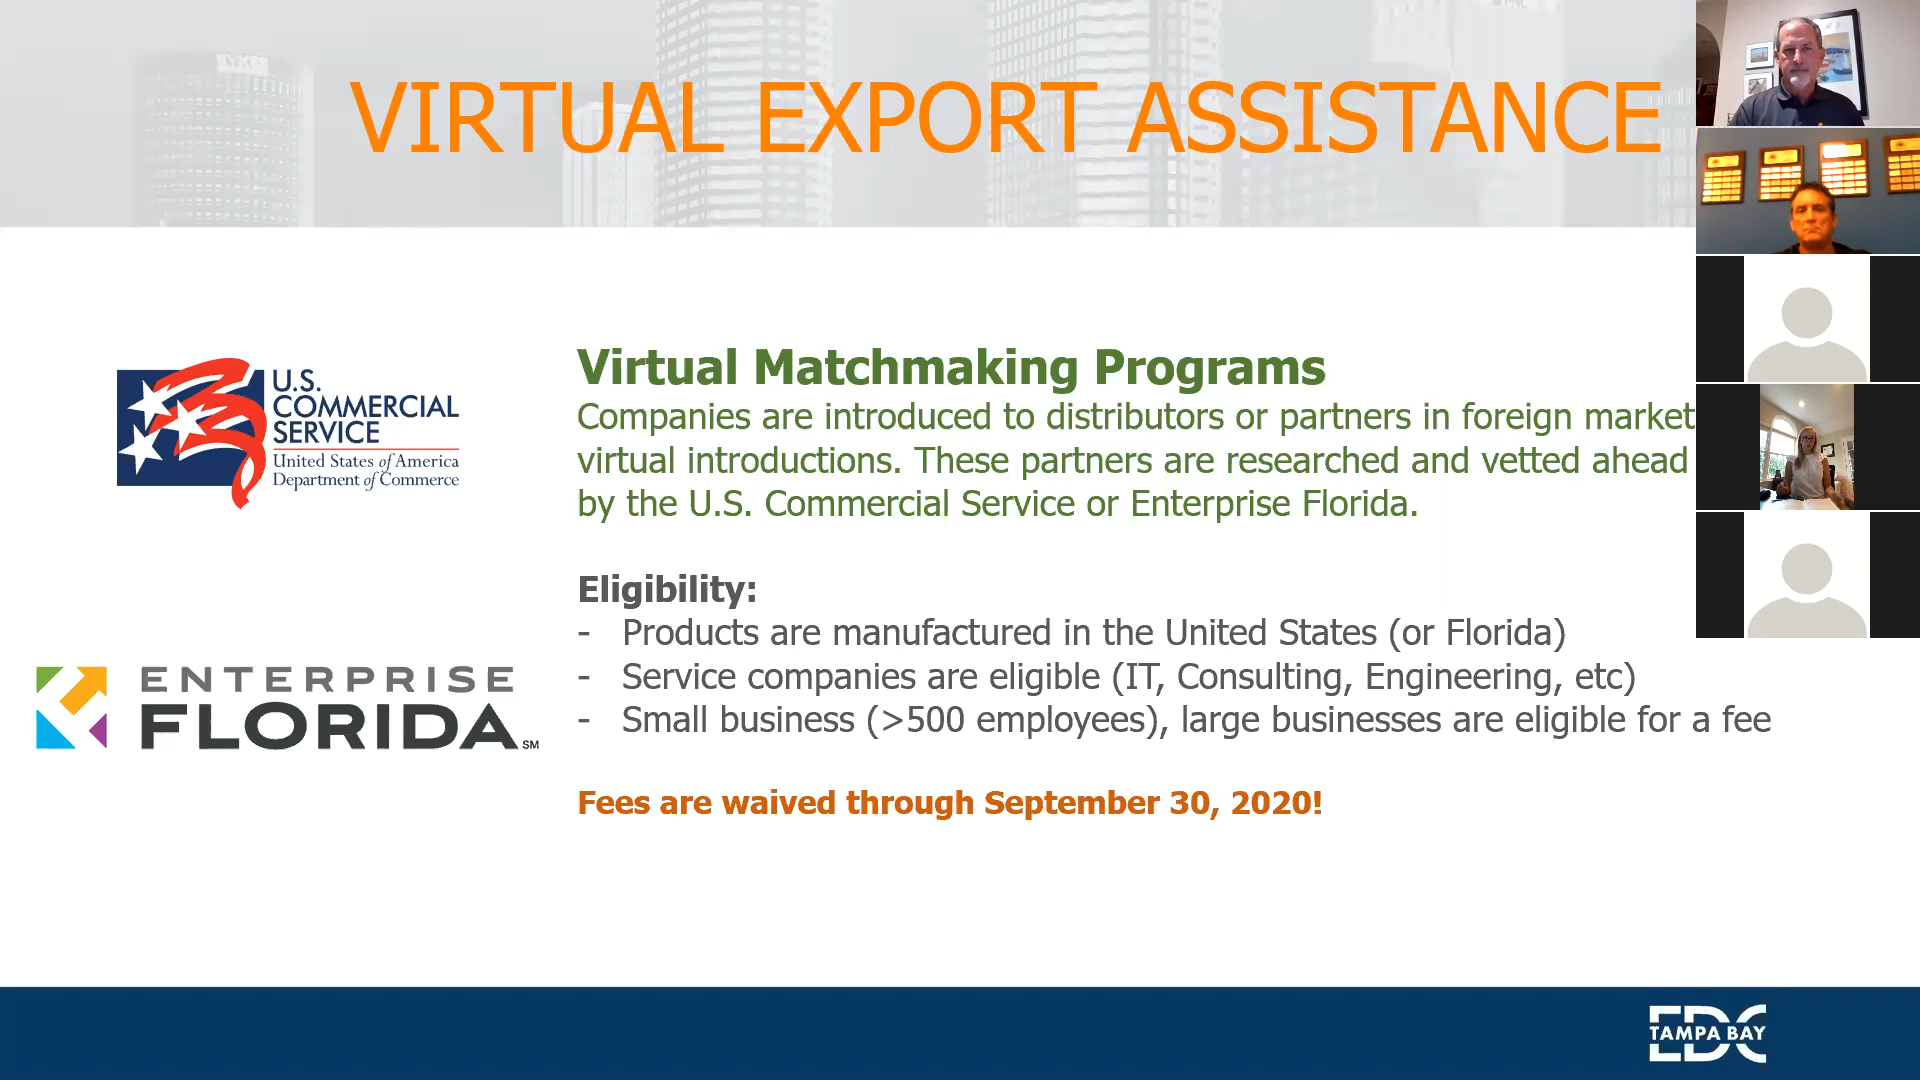 VIRTUAL EXPORT ASSISTANCE
U.S.
COMMERCIAL
SERVICE
United States of America
Department of Commerce
ENTERPRISE
FLORIDA SM
Virtual Matchmaking Programs
Companies are introduced to distributors or partners in foreign market
virtual introductions. These partners are researched and vetted ahead
by the U.S. Commercial Service or Enterprise Florida.
Eligibility:
- Products are manufactured in the United States (or Florida)
- Service companies are eligible (IT, Consulting, Engineering, etc)
- Small business (>500 employees), large businesses are eligible for a fee
Fees are waived through September 30, 2020!
EDC
TAMPA BAY